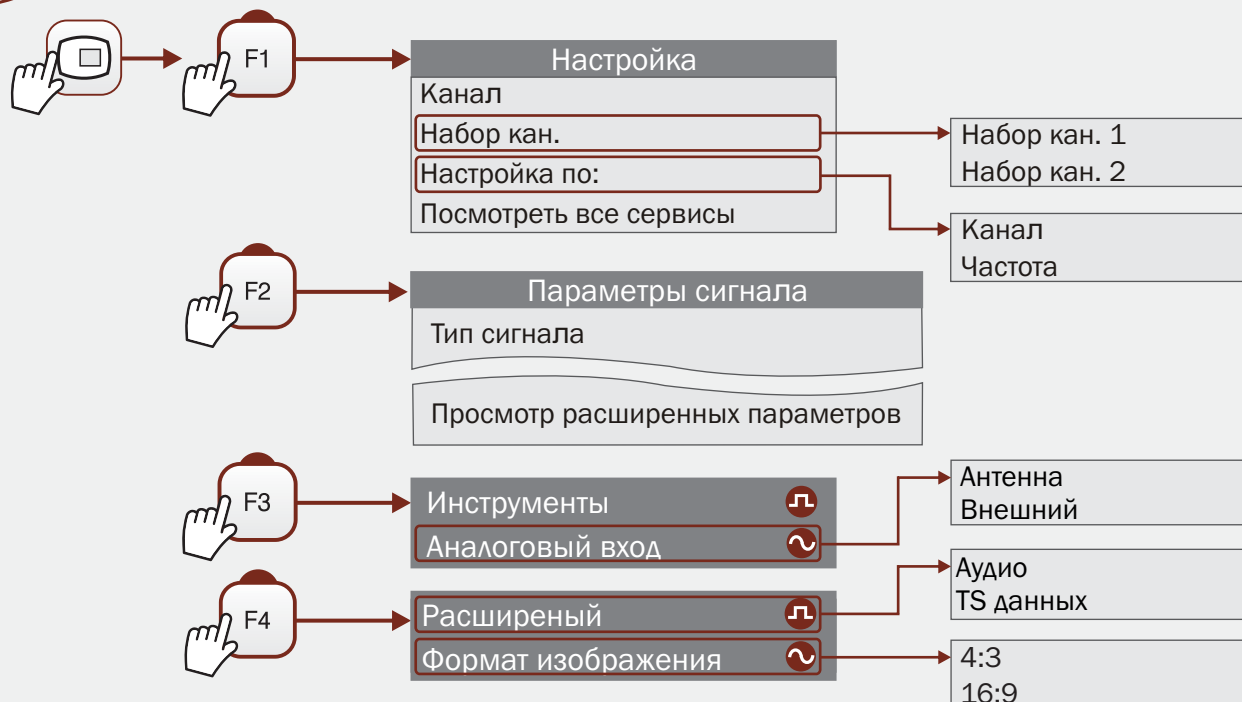 F1
Настройка
Канал
Набор кан.
Настройка по:
Посмотреть все сервисы
Набор кан. 1
Набор кан. 2
Канал
Частота
F2
Параметры сигнала
Тип сигнала
Просмотр расширенных параметров
F3
Инструменты
Аналоговый вход
Антенна
Внешний
F4
Расширеный
Формат изображения
Аудио
TS данных
4:3
16:9